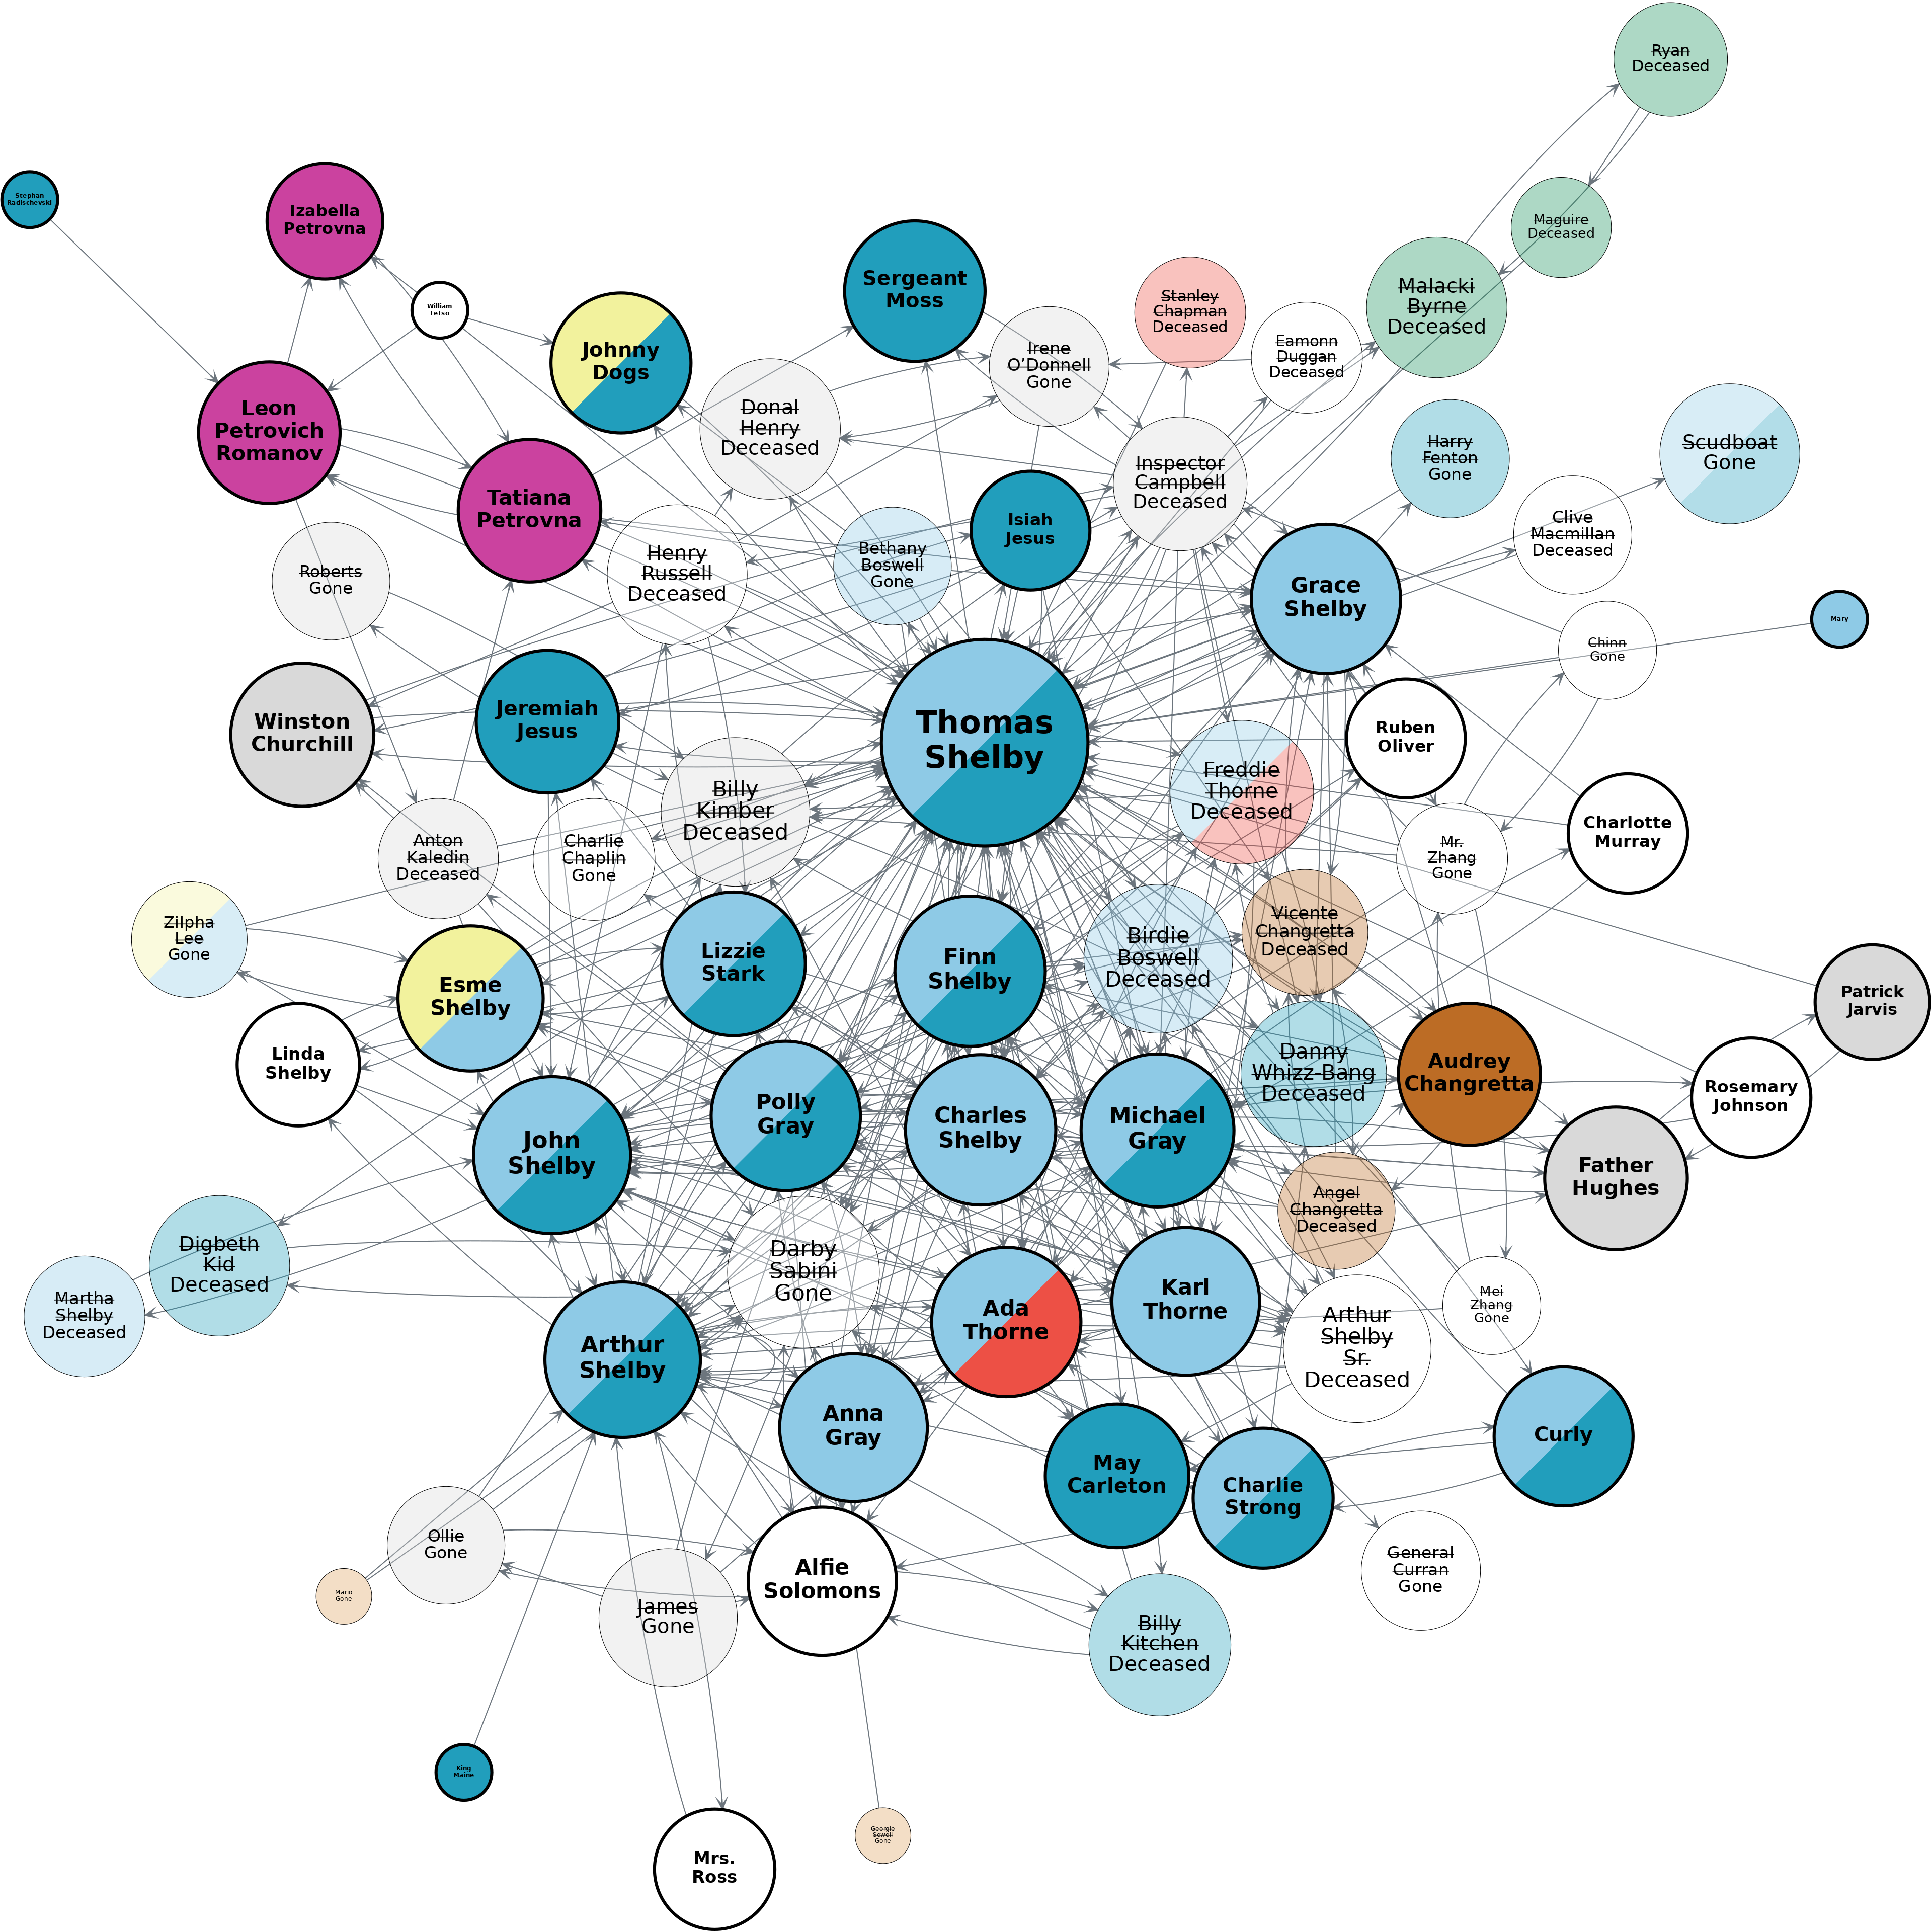 Ryan
Deceased
Stephan
Radischevski
Izabella
Petrovna
Maguire
Deceased
William
Letso
Sergeant
Moss
Stanley
Chapman
Deceased
Malacki
Byrne
Deceased
Johnny
Dogs
Irene
O’Donnell
Gone
Eamonn
Duggan
Deceased
Leon
Petrovich
Romanov
Donal
Henry
Deceased
Harry
Fenton
Gone
Scudboat
Gone
Inspector
Campbell
Deceased
Tatiana
Petrovna
Isiah
Jesus
Clive
Macmillan
Deceased
Roberts
Gone
Henry
Russell
Deceased
Bethany
Boswell
Gone
Grace
Shelby
Mary
Chinn
Gone
Winston
Churchill
Jeremiah
Jesus
Thomas
Shelby
Ruben
Oliver
Billy
Kimber
Deceased
Freddie
Thorne
Deceased
Charlotte
Murray
Anton
Kaledin
Deceased
Charlie
Chaplin
Gone
Mr.
Zhang
Gone
Zilpha
Lee
Gone
Lizzie
Stark
Finn
Shelby
Birdie
Boswell
Deceased
Vicente
Changretta
Deceased
Esme
Shelby
Patrick
Jarvis
Linda
Shelby
Danny
Whizz-Bang
Deceased
Audrey
Changretta
Rosemary
Johnson
John
Shelby
Polly
Gray
Charles
Shelby
Michael
Gray
Father
Hughes
Angel
Changretta
Deceased
Digbeth
Kid
Deceased
Darby
Sabini
Gone
Martha
Shelby
Deceased
Ada
Thorne
Karl
Thorne
Mei
Zhang
Gone
Arthur
Shelby
Arthur
Shelby
Sr.
Deceased
Anna
Gray
Curly
May
Carleton
Charlie
Strong
Ollie
Gone
General
Curran
Gone
Mario
Gone
Alfie
Solomons
James
Gone
Billy
Kitchen
Deceased
King
Maine
Georgie
Sewell
Gone
Mrs.
Ross